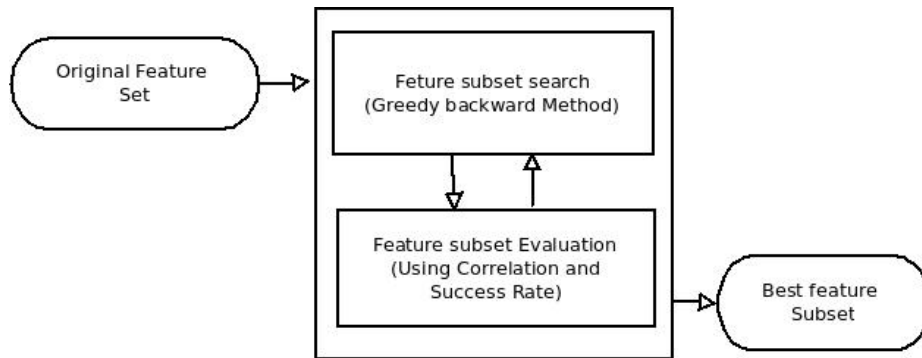 Original Feature
Set
Feture subset search
(Greedy backward Method)
Feature subset Evaluation
(Using Correlation and
Success Rate)
Best feature
Subset